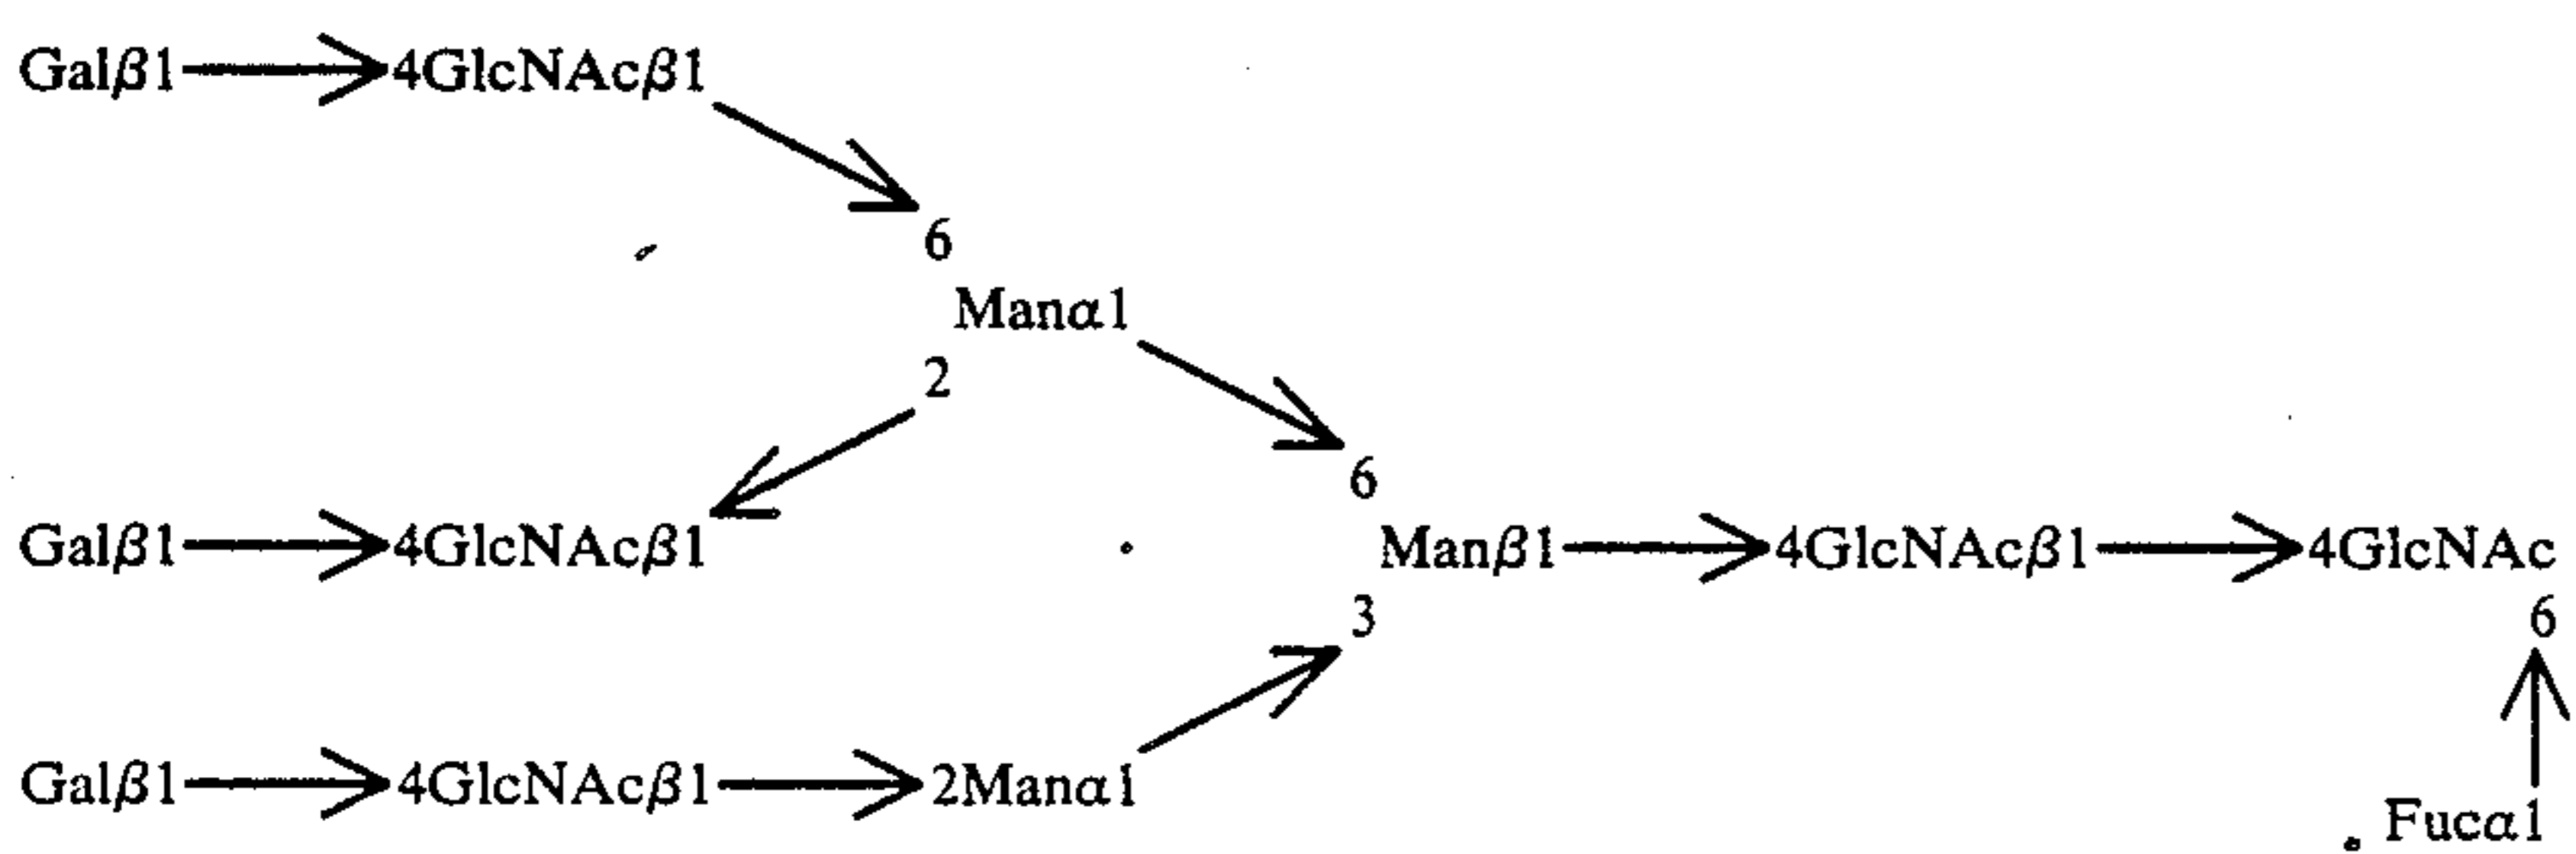 Galβ1→4GlcNAcβ1
6
Manα1
2
6
Galβ1→4GlcNAcβ1
Manβ1→4GlcNAcβ1→4GlcNAc
3
6
Galβ1→4GlcNAcβ1→2Manα1
Fucα1